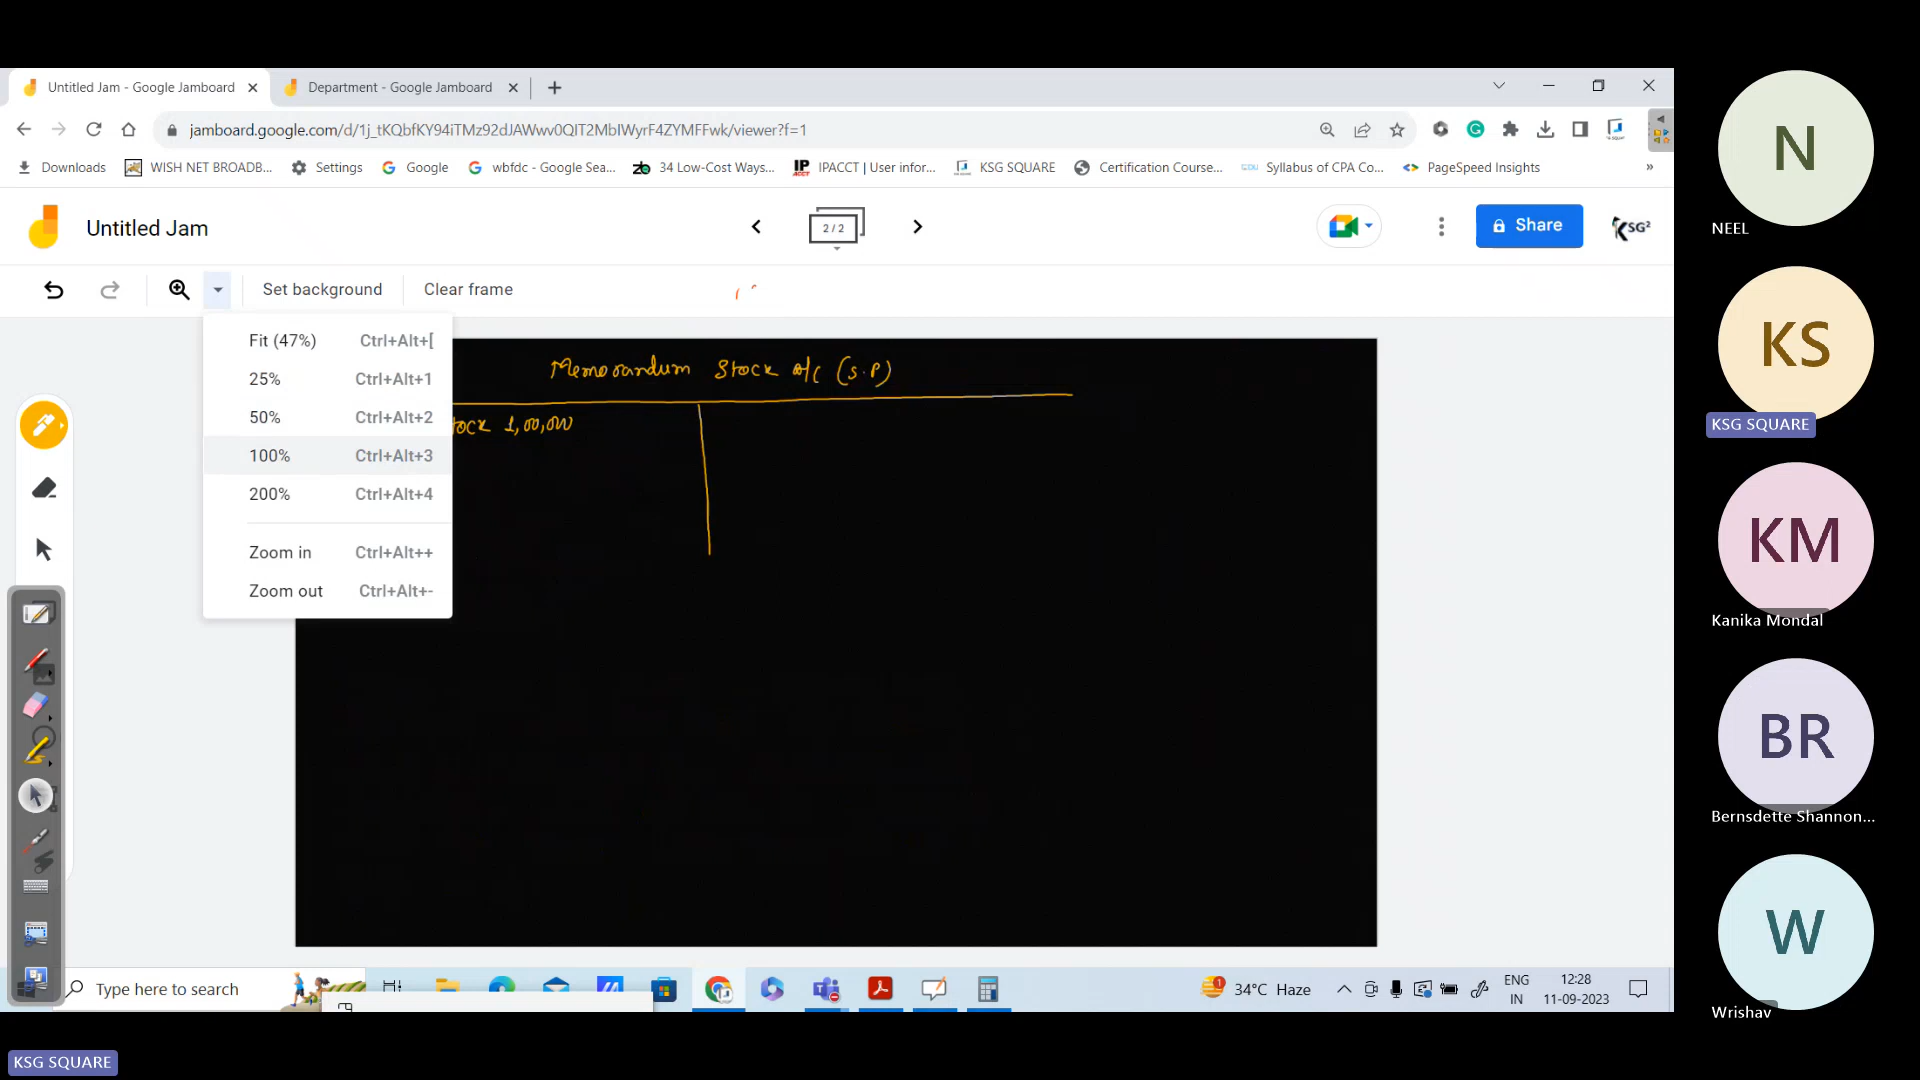 Untitled Jam - Google Jamboard
Department - Google Jamboard
jamboard.google.com/d/1j_tKQbfKY94iTMz92dJAWwv0QIT2MbIWyrF4ZYMFFwk/viewer?f=1
Downloads
WISH NET BROADB...
Settings
Google
wbfdc - Google Sea...
34 Low-Cost Ways...
IPACCT | User infor...
KSG SQUARE
Certification Course...
Syllabus of CPA Co...
PageSpeed Insights
Untitled Jam
2 / 2
Share
KSG²
Set background
Clear frame
Fit (47%) Ctrl+Alt+[
25% Ctrl+Alt+1
50% Ctrl+Alt+2
100% Ctrl+Alt+3
200% Ctrl+Alt+4
Zoom in Ctrl+Alt++
Zoom out Ctrl+Alt+-
Memorandum Stock A/c (S.P)
tock 1,00,000
Type here to search
34°C Haze
ENG
IN
12:28
11-09-2023
N
NEEL
KS
KSG SQUARE
KM
Kanika Mondal
BR
Bernsdette Shannon...
W
Wrishav
KSG SQUARE